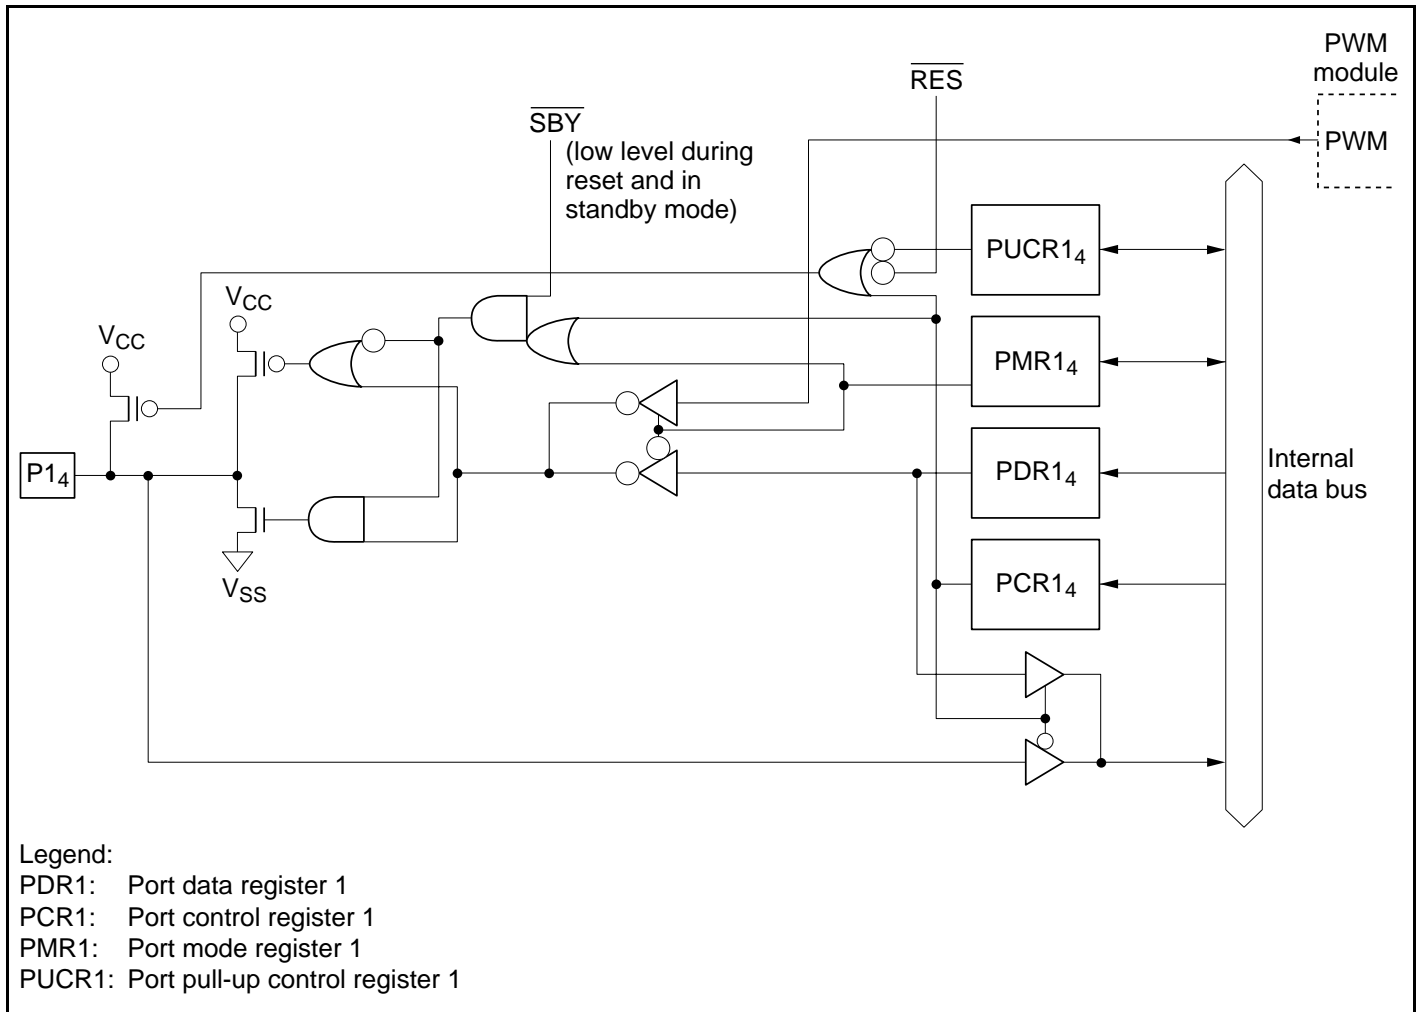 PWM
module
RES
SBY
(low level during
reset and in
standby mode)
PWM
PUCR14
VCC
VCC
PMR14
P14
PDR14
Internal
data bus
PCR14
VSS
Legend:
PDR1: Port data register 1
PCR1: Port control register 1
PMR1: Port mode register 1
PUCR1: Port pull-up control register 1